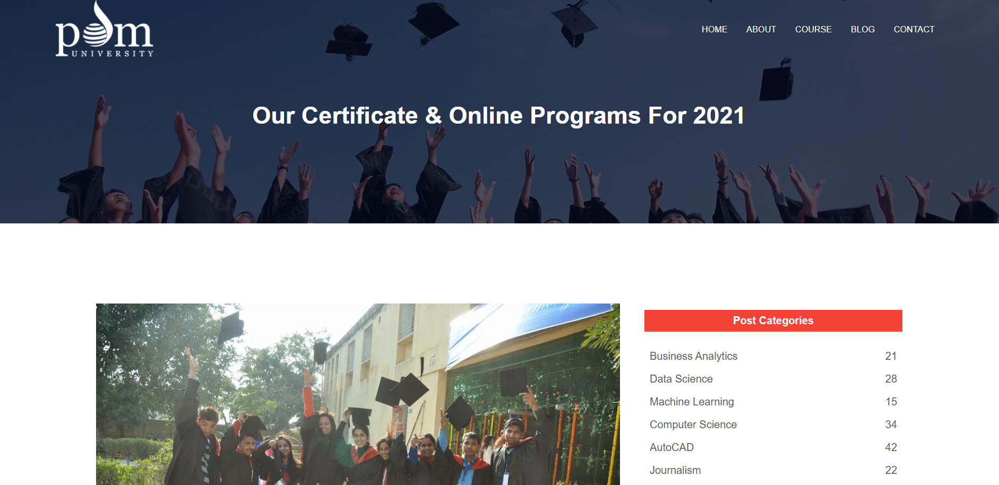 pdm
UNIVERSITY
HOME ABOUT COURSE BLOG CONTACT
Our Certificate & Online Programs For 2021
15
Post Categories
Business Analytics 21
Data Science 28
Machine Learning 15
Computer Science 34
AutoCAD 42
Journalism 22